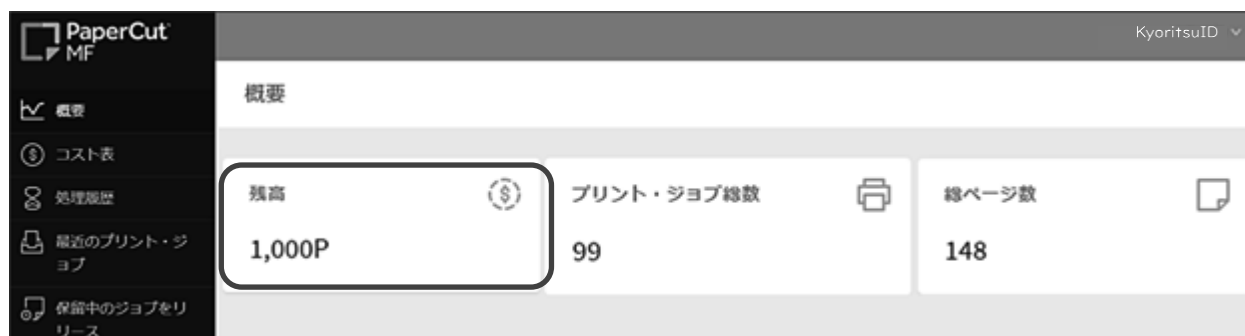 PaperCut
MF
KyoritsuID
概要
概要
コスト表
処理履歴
最近のプリント・ジ
ョブ
保留中のジョブをリ
リース
残高
1,000P
プリント・ジョブ総数
99
総ページ数
148